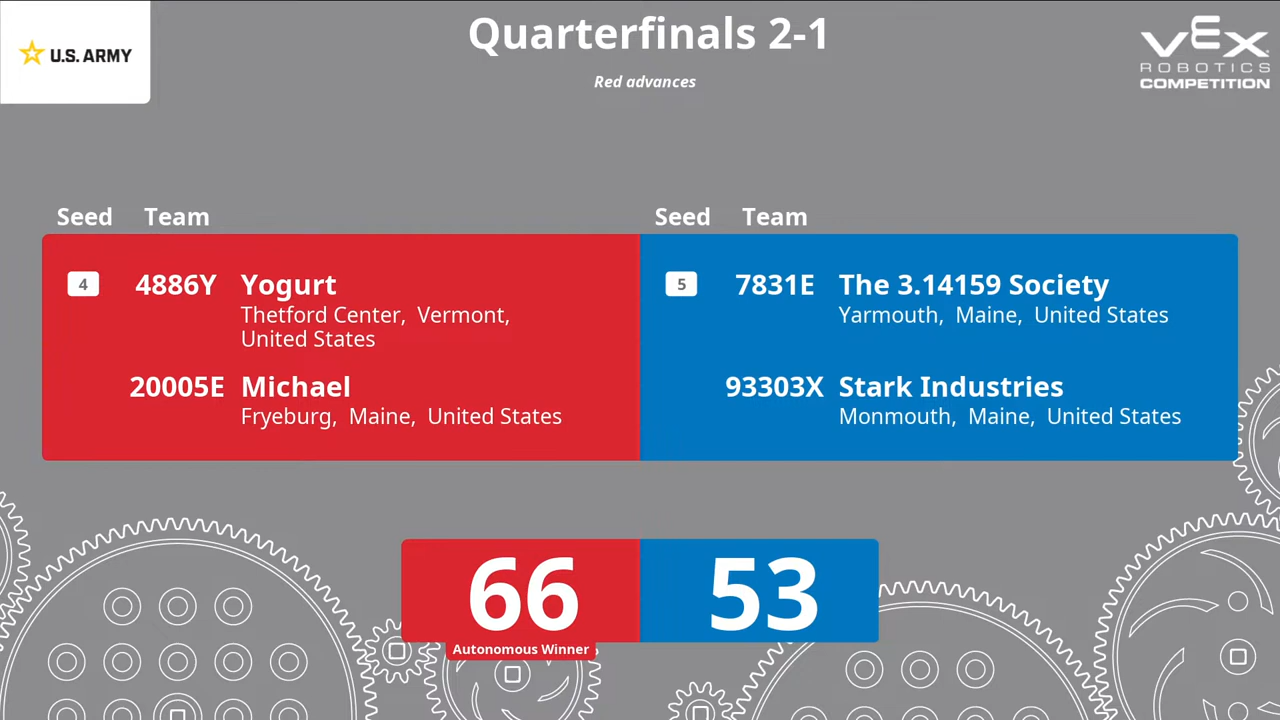 U.S. ARMY
Quarterfinals 2-1
Red advances
VEX
ROBOTICS
COMPETITION
Seed Team
4 4886Y Yogurt
Thetford Center, Vermont,
United States
20005E Michael
Fryeburg, Maine, United States
Seed Team
5 7831E The 3.14159 Society
Yarmouth, Maine, United States
93303X Stark Industries
Monmouth, Maine, United States
66 53
Autonomous Winner